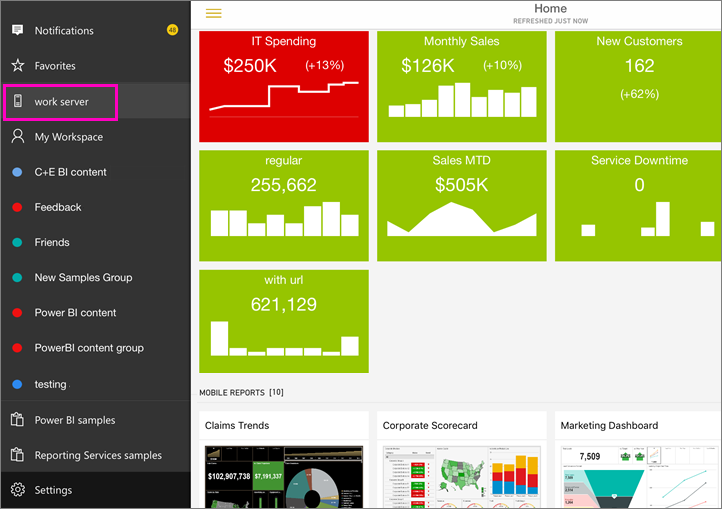 Notifications
48
Favorites
work server
My Workspace
C+E BI content
Feedback
Friends
New Samples Group
Power BI content
PowerBI content group
testing
Power BI samples
Reporting Services samples
Settings
Home
REFRESHED JUST NOW
IT Spending
$250K (+13%)
Monthly Sales
$126K (+10%)
New Customers
162
(+62%)
regular
255,662
Sales MTD
$505K
Service Downtime
0
with url
621,129
MOBILE REPORTS [10]
Claims Trends
Corporate Scorecard
Marketing Dashboard
$102,907,738
$7,191,337
7,509